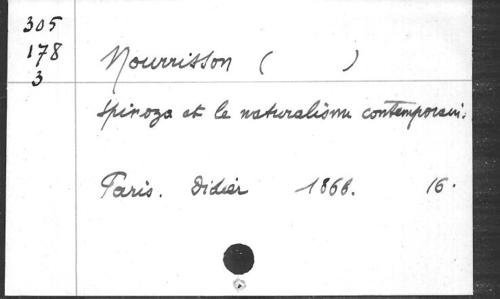 305
178
3
Nourrisson ( )
Spinoza et le naturalisme contemporain.
Paris. Didier 1866. 16.